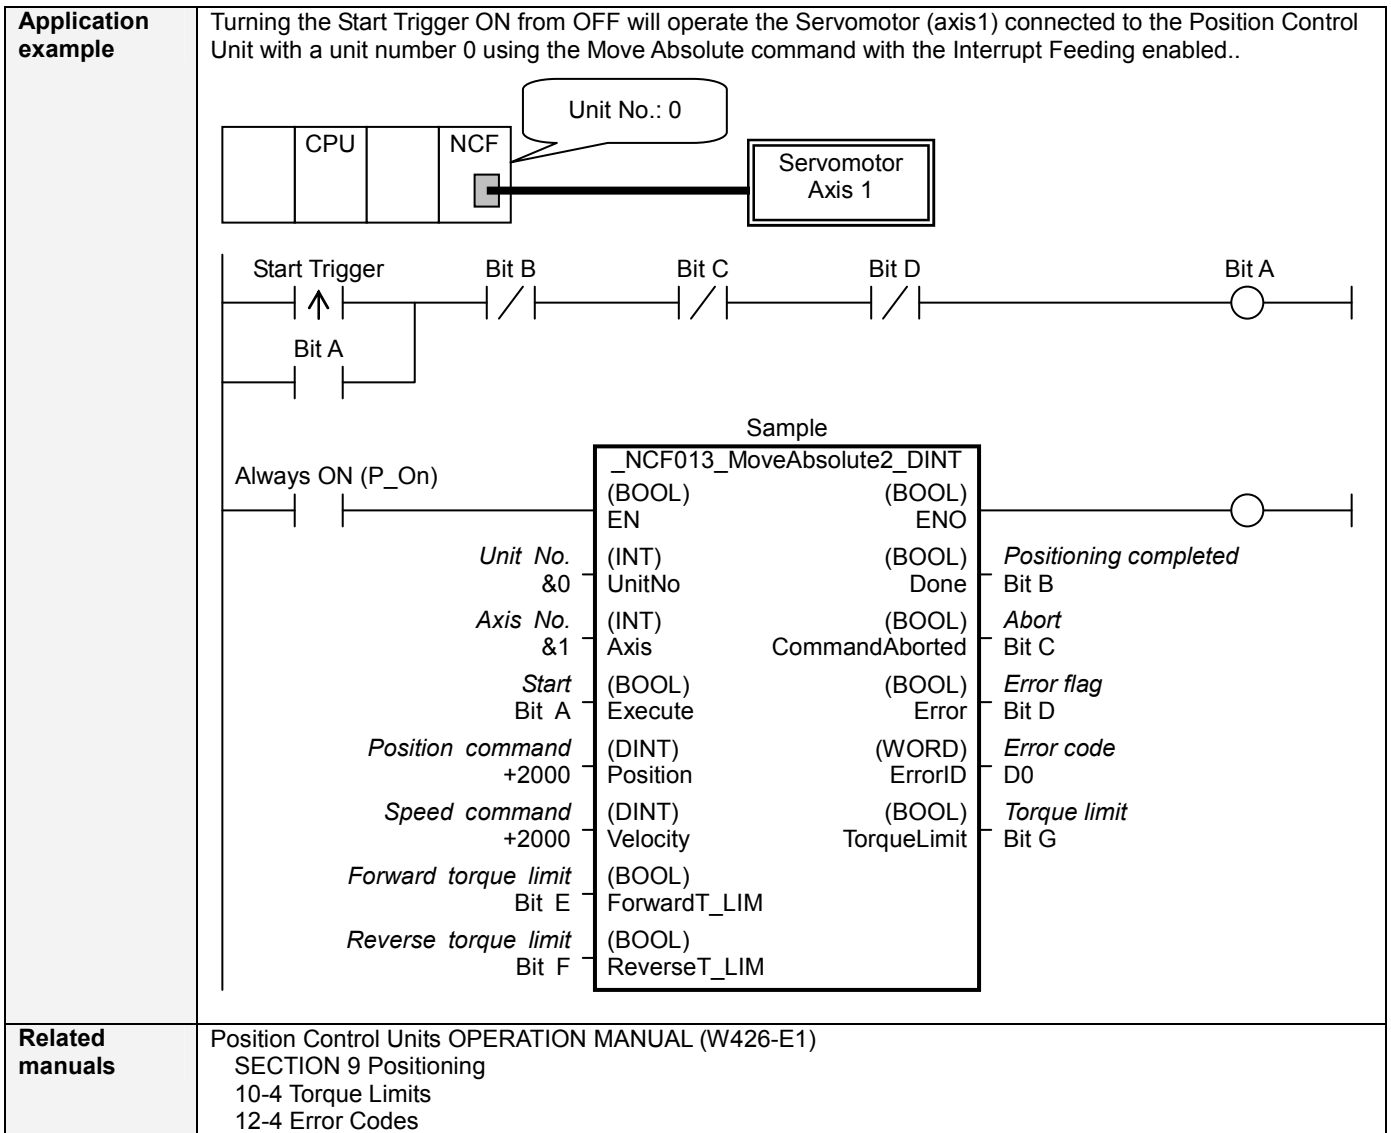 Application example
Turning the Start Trigger ON from OFF will operate the Servomotor (axis1) connected to the Position Control
Unit with a unit number 0 using the Move Absolute command with the Interrupt Feeding enabled..
Unit No.: 0
CPU
NCF
Servomotor
Axis 1
Start Trigger
Bit B
Bit C
Bit D
Bit A
Bit A
Sample
Always ON (P_On)
_NCF013_MoveAbsolute2_DINT
(BOOL) (BOOL)
EN ENO
Unit No. (INT) (BOOL) Positioning completed
&0 UnitNo Done Bit B
Axis No. (INT) (BOOL) Abort
&1 Axis CommandAborted Bit C
Start (BOOL) (BOOL) Error flag
Bit A Execute Error Bit D
Position command (DINT) (WORD) Error code
+2000 Position ErrorID D0
Speed command (DINT) (BOOL) Torque limit
+2000 Velocity TorqueLimit Bit G
Forward torque limit (BOOL)
Bit E ForwardT_LIM
Reverse torque limit (BOOL)
Bit F ReverseT_LIM
Related manuals
Position Control Units OPERATION MANUAL (W426-E1)
SECTION 9 Positioning
10-4 Torque Limits
12-4 Error Codes